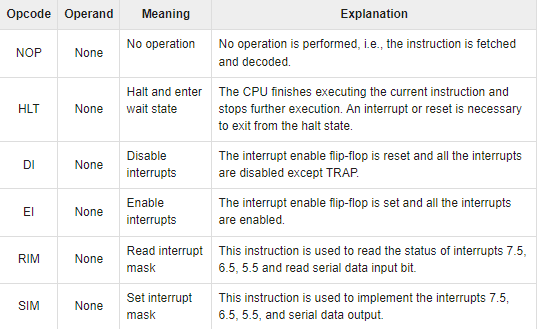 Opcode Operand Meaning Explanation
NOP None No operation No operation is performed, i.e., the instruction is fetched
and decoded.
HLT None Halt and enter The CPU finishes executing the current instruction and
wait state stops further execution. An interrupt or reset is necessary
to exit from the halt state.
DI None Disable The interrupt enable flip-flop is reset and all the interrupts
interrupts are disabled except TRAP.
EI None Enable The interrupt enable flip-flop is set and all the interrupts
interrupts are enabled.
RIM None Read interrupt This instruction is used to read the status of interrupts 7.5,
mask 6.5, 5.5 and read serial data input bit.
SIM None Set interrupt This instruction is used to implement the interrupts 7.5,
mask 6.5, 5.5, and serial data output.